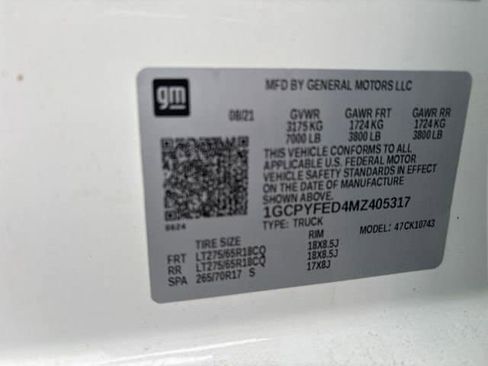 gm
MFD BY GENERAL MOTORS LLC
08/21 GVWR GAWR FRT GAWR RR
3175 KG 1724 KG 1724 KG
7000 LB 3800 LB 3800 LB
THIS VEHICLE CONFORMS TO ALL
APPLICABLE U.S. FEDERAL MOTOR
VEHICLE SAFETY STANDARDS IN EFFECT
ON THE DATE OF MANUFACTURE SHOWN ABOVE.
1GCPYFED4MZ405317
0624 TYPE: TRUCK MODEL: 47CK10743
TIRE SIZE RIM
FRT LT275/65R18CQ 18X8.5J
RR LT275/65R18CQ 18X8.5J
SPA 265/70R17 S 17X8J